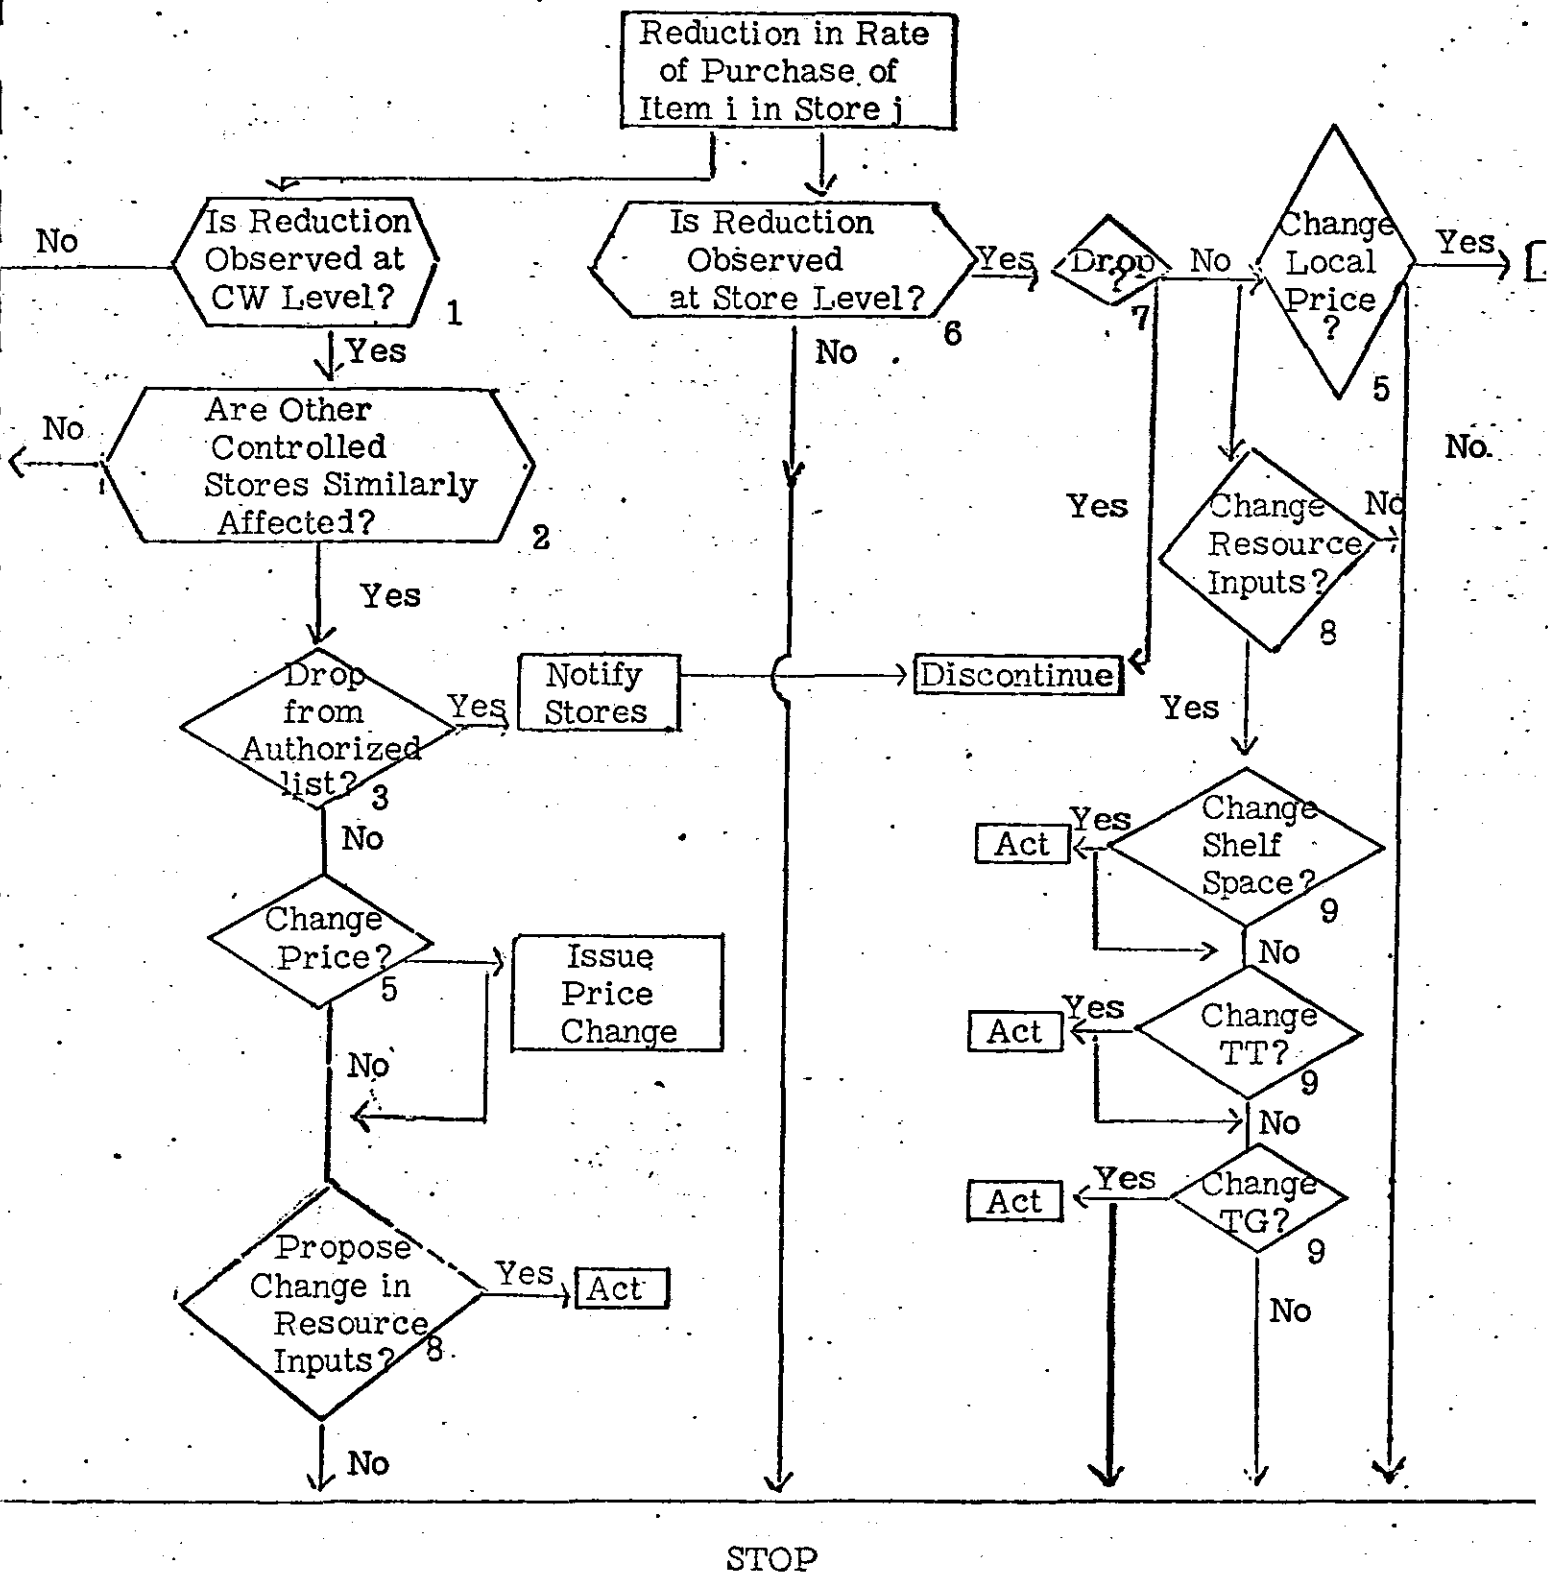 Reduction in Rate
of Purchase of
Item i in Store j
No
Is Reduction
Observed at
CW Level?
1
Yes
No
Are Other
Controlled
Stores Similarly
Affected?
2
Yes
Drop
from
Authorized
list?
3
Yes
Notify
Stores
No
Change
Price?
5
Issue
Price
Change
No
Propose
Change in
Resource
Inputs?
8
Yes
Act
No
Is Reduction
Observed
at Store Level?
6
Yes
No
Drop
?
7
No
Yes
Discontinue
Change
Local
Price
?
5
Yes
No.
Change
Resource
Inputs?
8
No
Yes
Change
Shelf
Space?
9
Yes
Act
No
Change
TT?
9
Yes
Act
No
Change
TG?
9
Yes
Act
No
STOP